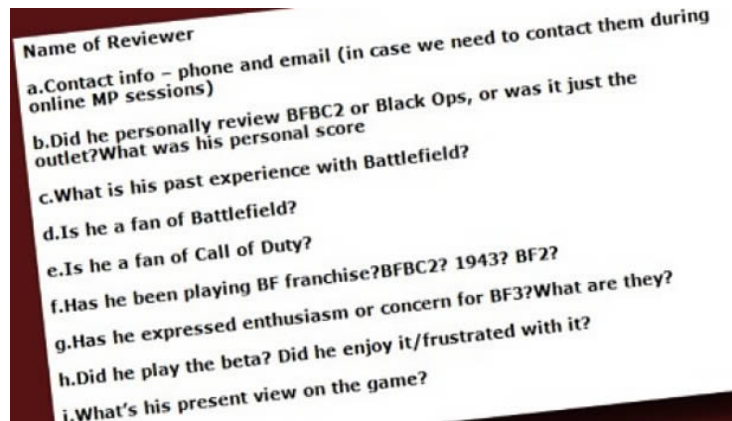 Name of Reviewer
a.Contact info – phone and email (in case we need to contact them during
online MP sessions)
b.Did he personally review BFBC2 or Black Ops, or was it just the
outlet?What was his personal score
c.What is his past experience with Battlefield?
d.Is he a fan of Battlefield?
e.Is he a fan of Call of Duty?
f.Has he been playing BF franchise?BFBC2? 1943? BF2?
g.Has he expressed enthusiasm or concern for BF3?What are they?
h.Did he play the beta? Did he enjoy it/frustrated with it?
i.What's his present view on the game?